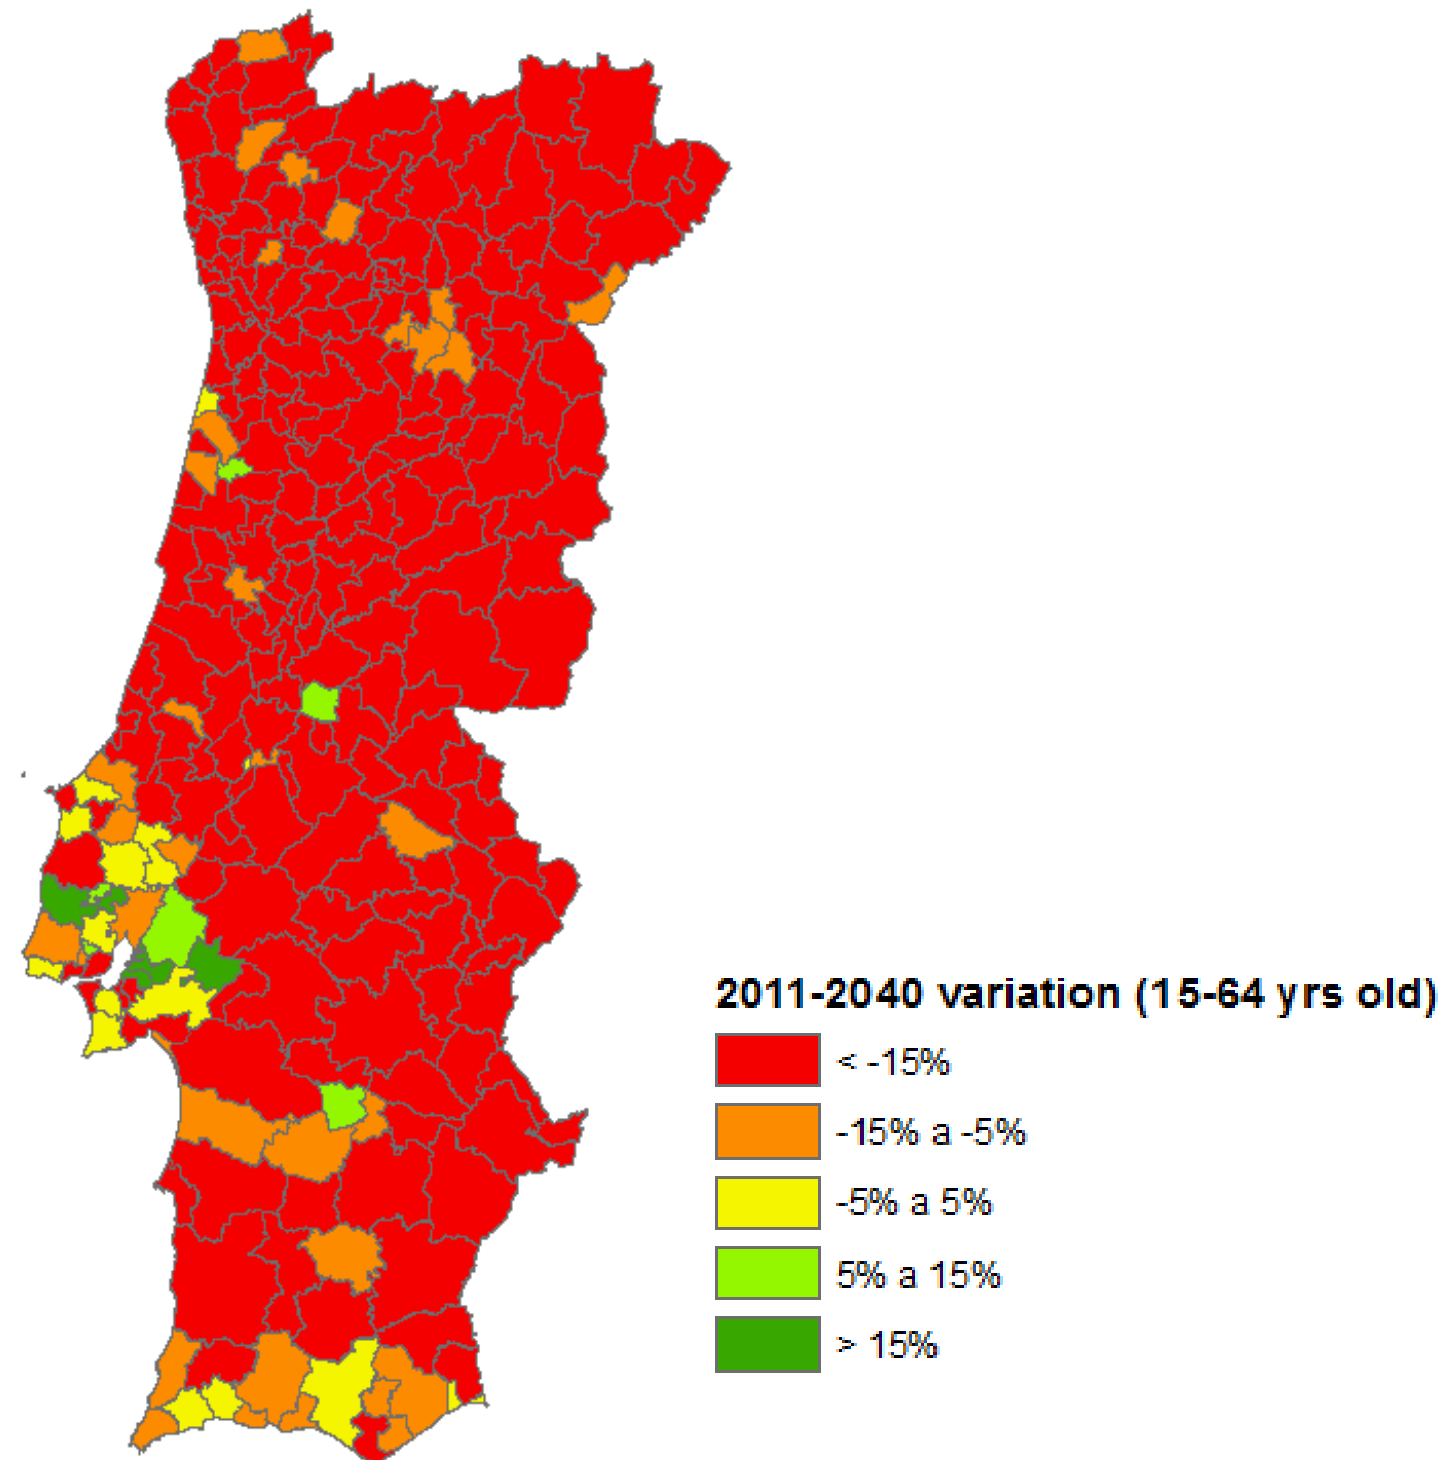 2011-2040 variation (15-64 yrs old)
< -15%
-15% a -5%
-5% a 5%
5% a 15%
> 15%